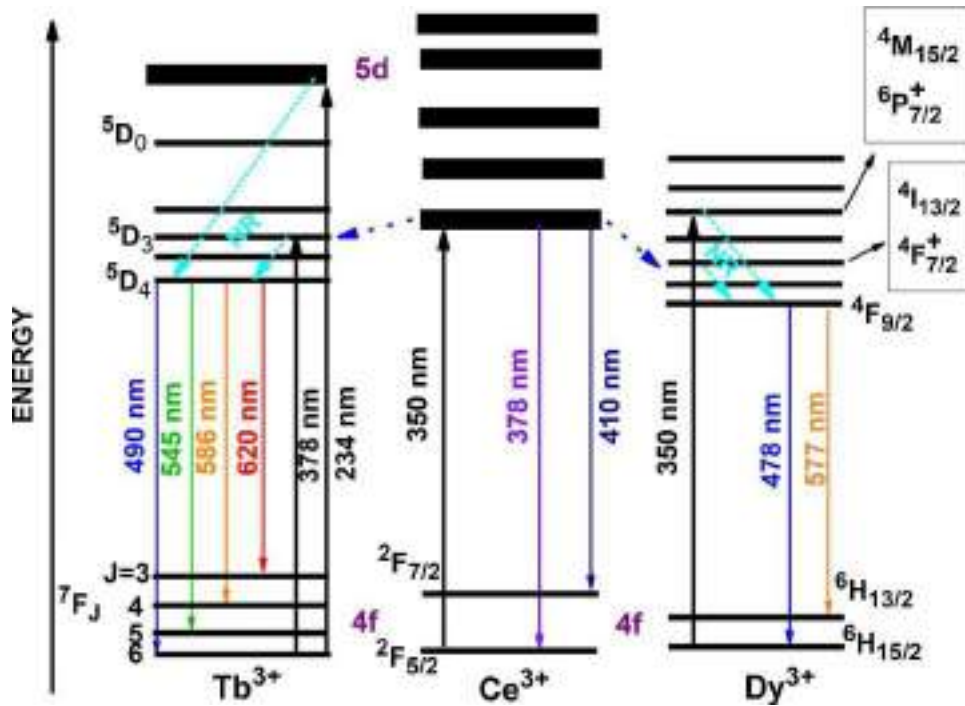 ENERGY
5d
⁵D₀
⁵D₃
⁵D₄
NR
490 nm
545 nm
586 nm
620 nm
378 nm
234 nm
J=3
4
5
6
⁷F_J
Tb³⁺
350 nm
378 nm
410 nm
²F₇/₂
²F₅/₂
4f
4f
Ce³⁺
⁴M₁₅/₂
⁶P⁺₇/₂
⁴I₁₃/₂
⁴F⁺₇/₂
NR
⁴F₉/₂
350 nm
478 nm
577 nm
⁶H₁₃/₂
⁶H₁₅/₂
Dy³⁺